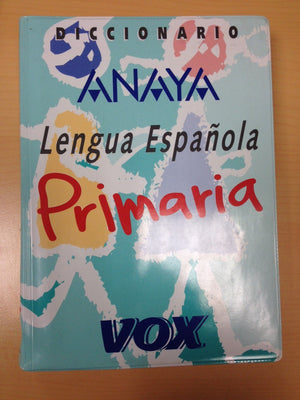 DICCIONARIO
ANAYA
Lengua Española
Primaria
VOX